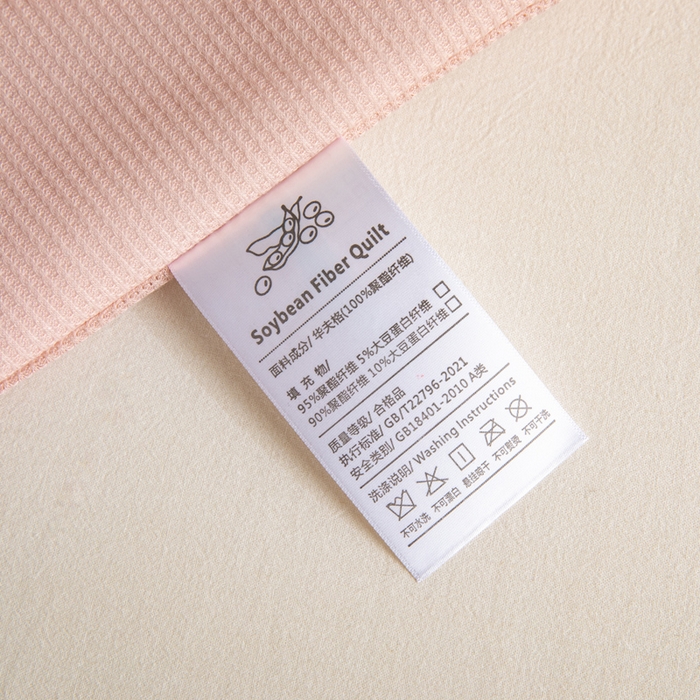 Soybean Fiber Quilt
面料成分/ 华夫格(100%聚酯纤维)
填 充 物/
95%聚酯纤维 5%大豆蛋白纤维
90%聚酯纤维 10%大豆蛋白纤维
质量等级/ 合格品
执行标准/ GB/T22796-2021
安全类别/ GB18401-2010 A类
洗涤说明/ Washing Instructions
不可水洗 不可漂白 悬挂晾干 不可熨烫 不可干洗